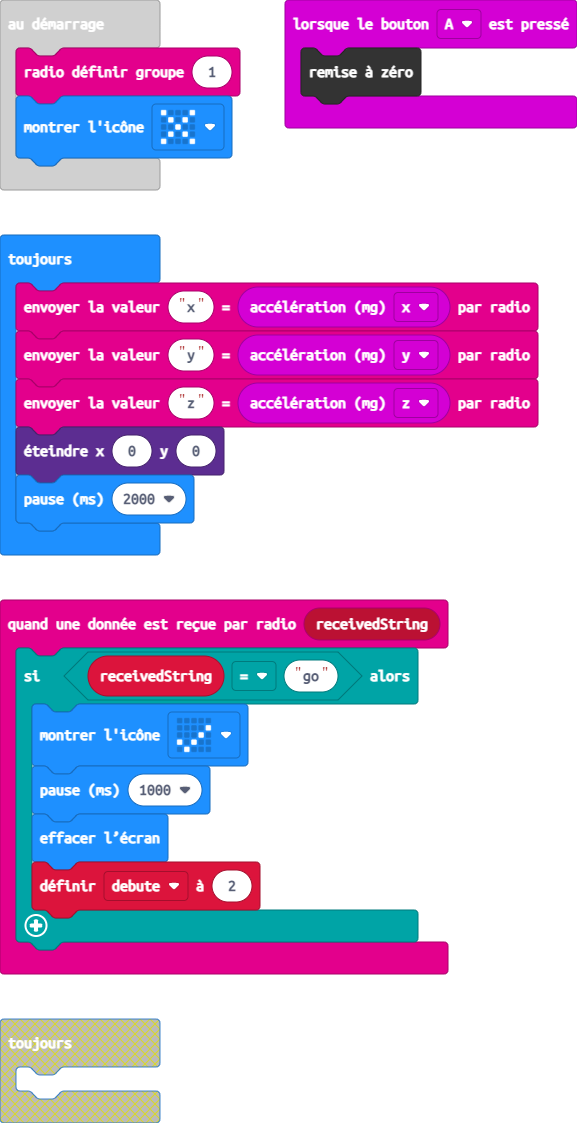 au démarrage
radio définir groupe 1
montrer l'icône
lorsque le bouton A est pressé
remise à zéro
toujours
envoyer la valeur "x" = accélération (mg) x par radio
envoyer la valeur "y" = accélération (mg) y par radio
envoyer la valeur "z" = accélération (mg) z par radio
éteindre x 0 y 0
pause (ms) 2000
quand une donnée est reçue par radio receivedString
si receivedString = "go" alors
montrer l'icône
pause (ms) 1000
effacer l’écran
définir debute à 2
toujours